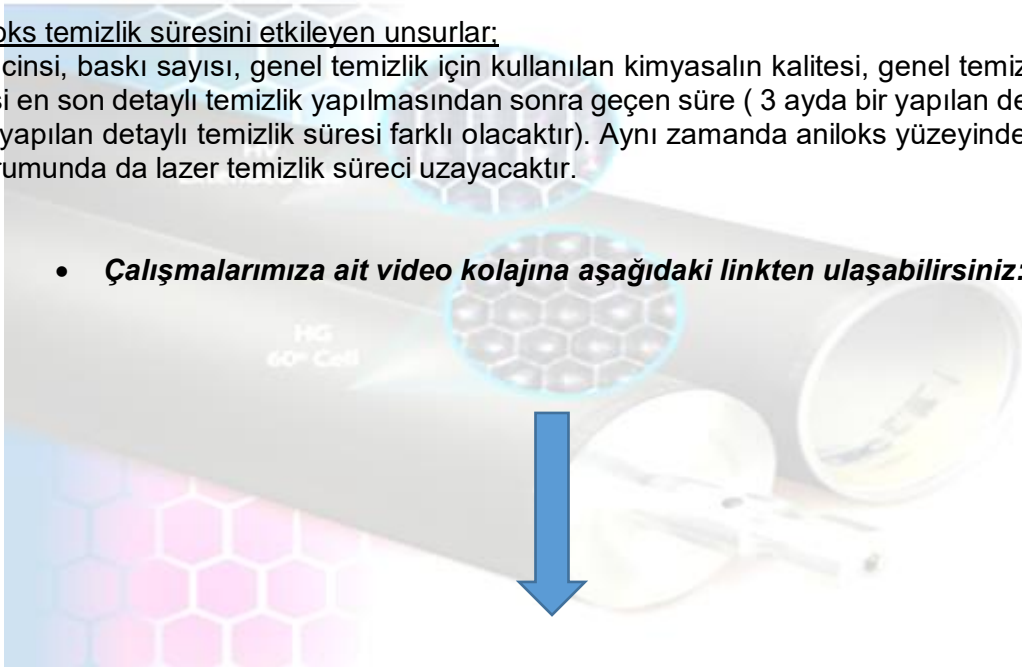 oks temizlik süresini etkileyen unsurlar;
cinsi, baskı sayısı, genel temizlik için kullanılan kimyasalın kalitesi, genel temiz
si en son detaylı temizlik yapılmasından sonra geçen süre ( 3 ayda bir yapılan de
yapılan detaylı temizlik süresi farklı olacaktır). Aynı zamanda aniloks yüzeyinde
rumunda da lazer temizlik süreci uzayacaktır.
• Çalışmalarımıza ait video kolajına aşağıdaki linkten ulaşabilirsiniz:
HG
60° Cell